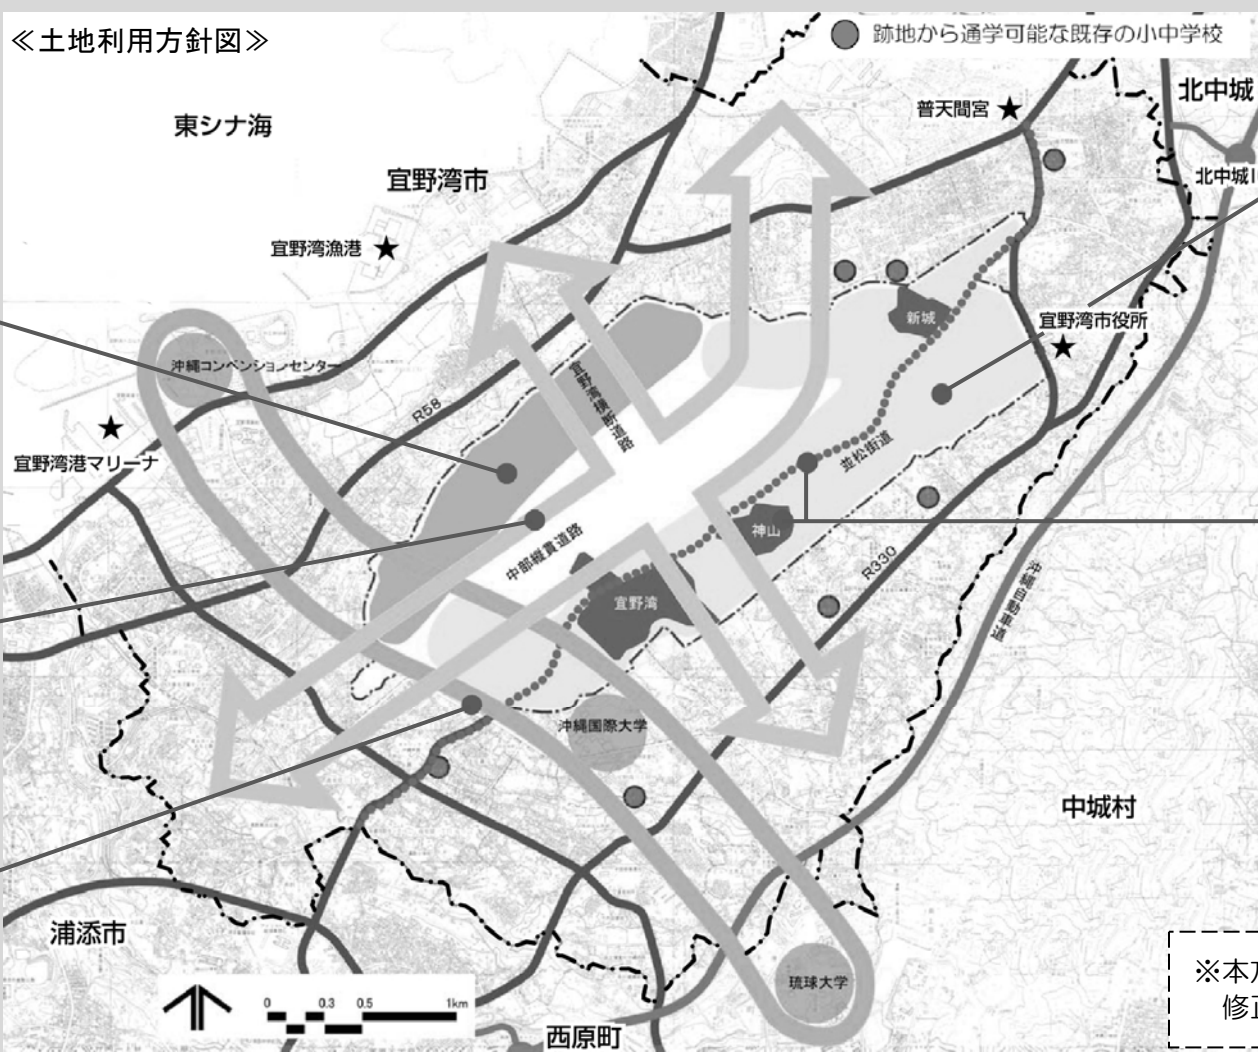 ≪土地利用方針図≫
跡地から通学可能な既存の小中学校
北中城
普天間宮
東シナ海
宜野湾市
北中城I
宜野湾漁港
新城
宜野湾市役所
沖縄コンベンションセンター
宜野湾横断道路
R58
宜野湾港マリーナ
並松街道
神山
中部縦貫道路
R330
沖縄自動車道
宜野湾
沖縄国際大学
中城村
浦添市
琉球大学
※本方
修正
0 0.3 0.5 1km
西原町